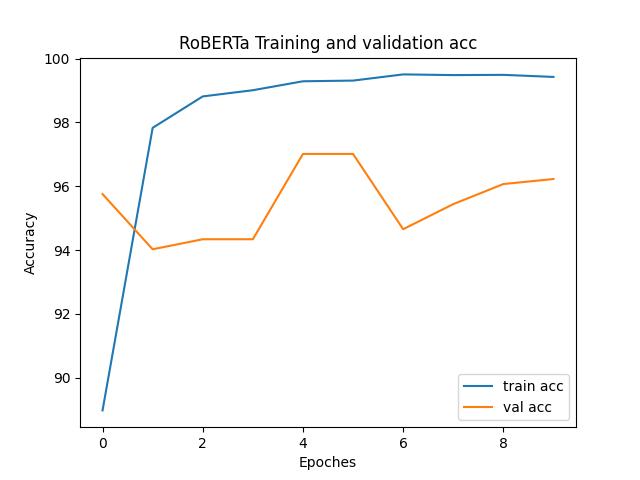 RoBERTa Training and validation acc
100
98
96
94
92
90
Accuracy
0 2 4 6 8
Epoches
train acc
val acc